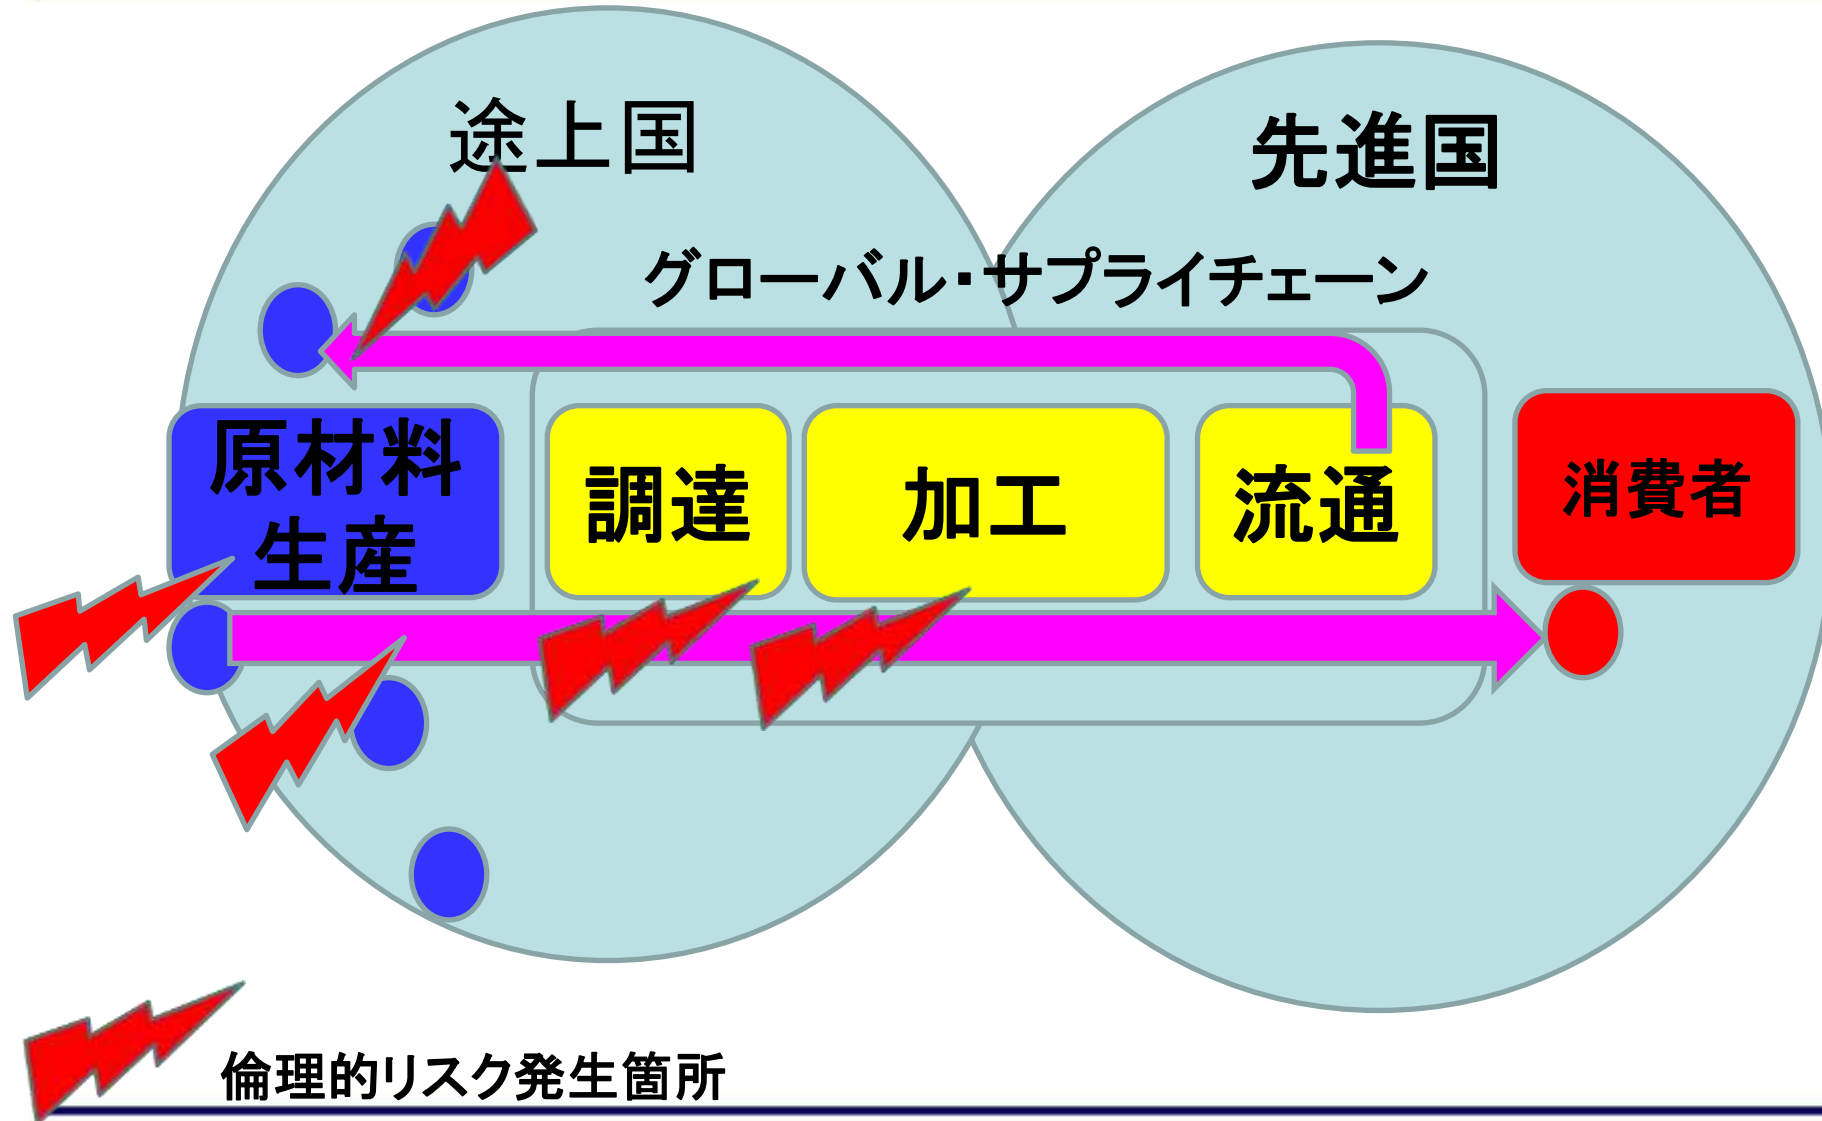 途上国
先進国
グローバル・サプライチェーン
原材料
生産
調達
加工
流通
消費者
倫理的リスク発生箇所